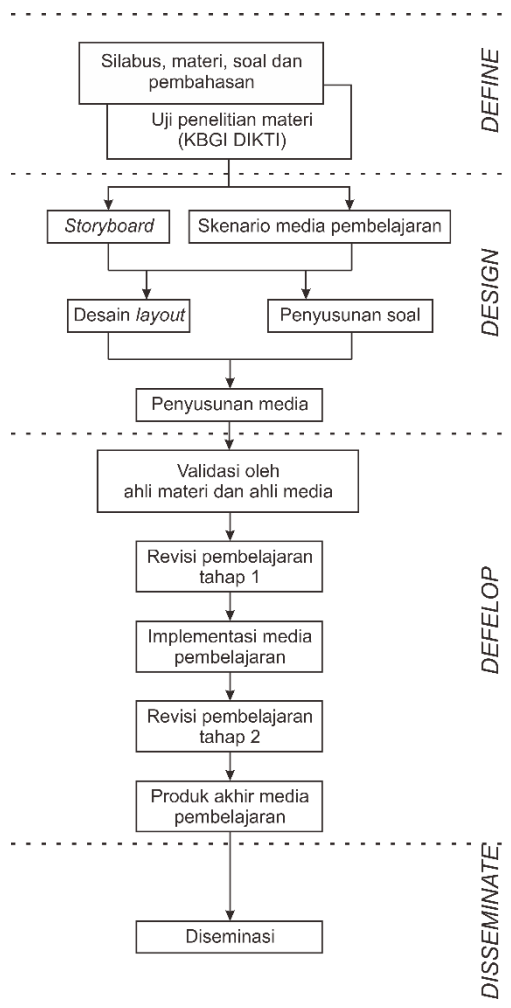 Silabus, materi, soal dan
pembahasan
Uji penelitian materi
(KBGI DIKTI)
DEFINE
Storyboard
Skenario media pembelajaran
Desain layout
Penyusunan soal
Penyusunan media
DESIGN
Validasi oleh
ahli materi dan ahli media
Revisi pembelajaran
tahap 1
Implementasi media
pembelajaran
Revisi pembelajaran
tahap 2
Produk akhir media
pembelajaran
DEFELOP
Diseminasi
DISSEMINATE